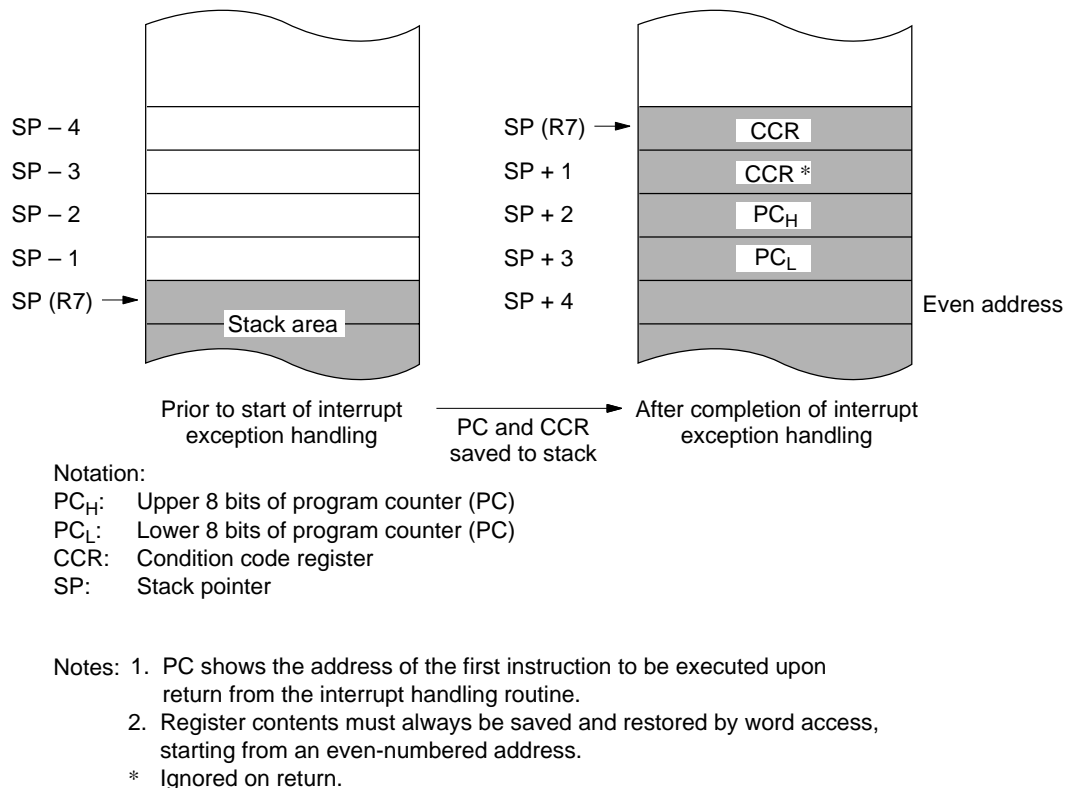 SP – 4
SP – 3
SP – 2
SP – 1
SP (R7)
Stack area
SP (R7)
SP + 1
SP + 2
SP + 3
SP + 4
CCR
CCR *
PCH
PCL
Even address
Prior to start of interrupt
exception handling
PC and CCR
saved to stack
After completion of interrupt
exception handling
Notation:
PCH: Upper 8 bits of program counter (PC)
PCL: Lower 8 bits of program counter (PC)
CCR: Condition code register
SP: Stack pointer
Notes: 1. PC shows the address of the first instruction to be executed upon
return from the interrupt handling routine.
2. Register contents must always be saved and restored by word access,
starting from an even-numbered address.
* Ignored on return.